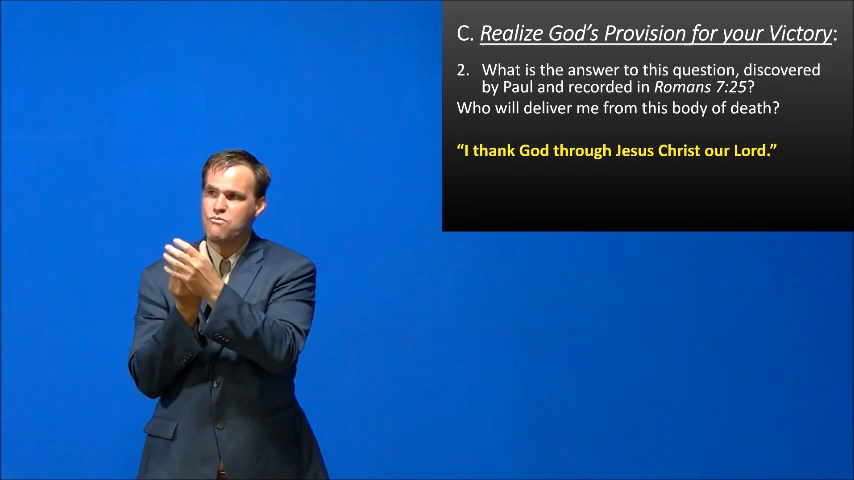 C. Realize God's Provision for your Victory:
2. What is the answer to this question, discovered
by Paul and recorded in Romans 7:25?
Who will deliver me from this body of death?
“I thank God through Jesus Christ our Lord.”